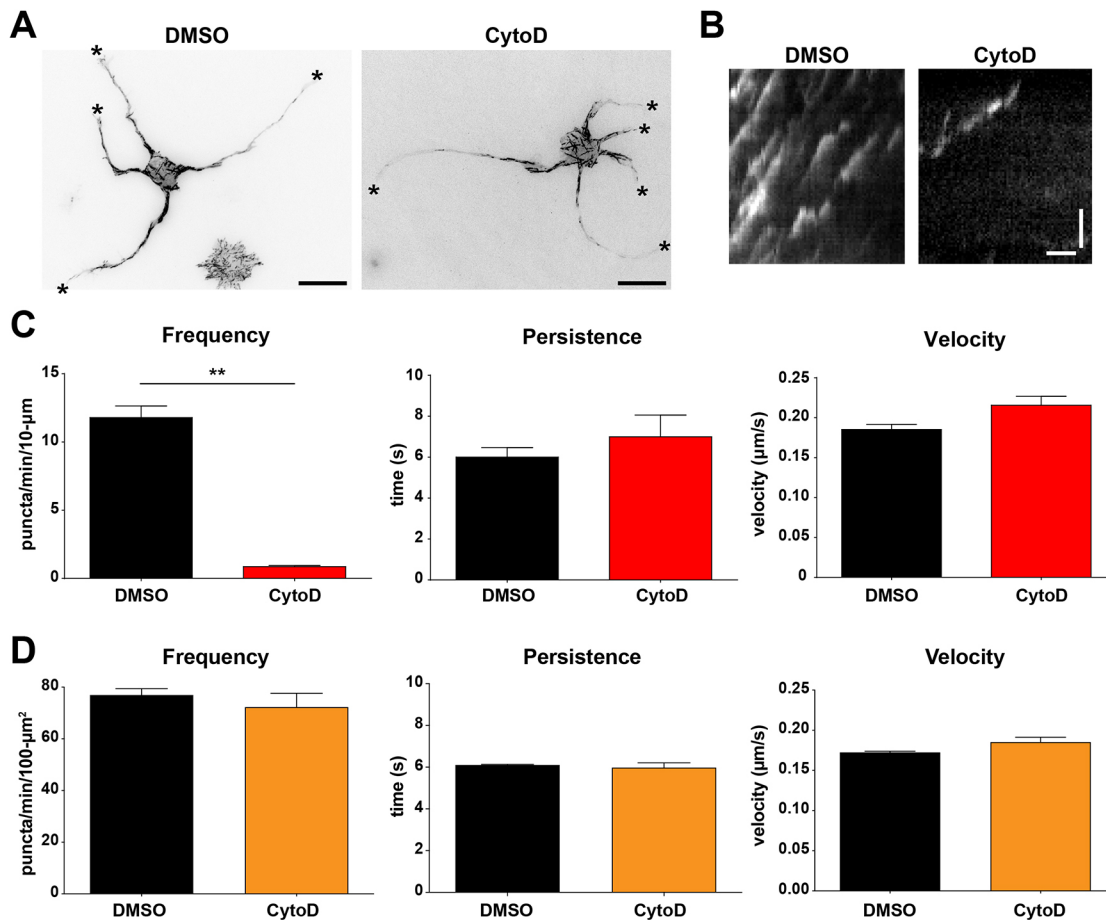 A
DMSO
CytoD
*
*
*
*
*
*
*
*
*
B
DMSO
CytoD
C
Frequency
puncta/min/10-μm
15
12
9
6
3
0
**
DMSO
CytoD
Persistence
time (s)
10
8
6
4
2
0
DMSO
CytoD
Velocity
velocity (μm/s)
0.25
0.20
0.15
0.10
0.05
0
DMSO
CytoD
D
Frequency
puncta/min/100-μm²
80
60
40
20
0
DMSO
CytoD
Persistence
time (s)
10
8
6
4
2
0
DMSO
CytoD
Velocity
velocity (μm/s)
0.25
0.20
0.15
0.10
0.05
0.00
DMSO
CytoD